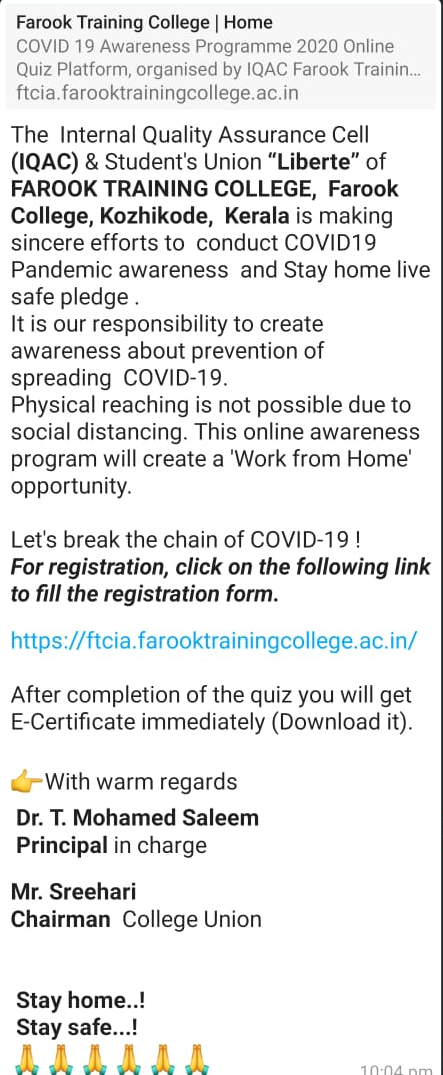 Farook Training College | Home
COVID 19 Awareness Programme 2020 Online
Quiz Platform, organised by IQAC Farook Trainin...
ftcia.farooktrainingcollege.ac.in
The Internal Quality Assurance Cell
(IQAC) & Student's Union “Liberte” of
FAROOK TRAINING COLLEGE, Farook
College, Kozhikode, Kerala is making
sincere efforts to conduct COVID19
Pandemic awareness and Stay home live
safe pledge .
It is our responsibility to create
awareness about prevention of
spreading COVID-19.
Physical reaching is not possible due to
social distancing. This online awareness
program will create a 'Work from Home'
opportunity.
Let's break the chain of COVID-19 !
For registration, click on the following link
to fill the registration form.
https://ftcia.farooktrainingcollege.ac.in/
After completion of the quiz you will get
E-Certificate immediately (Download it).
👉With warm regards
Dr. T. Mohamed Saleem
Principal in charge
Mr. Sreehari
Chairman College Union
Stay home..!
Stay safe...!
🙏🙏🙏🙏🙏🙏
10:04 pm